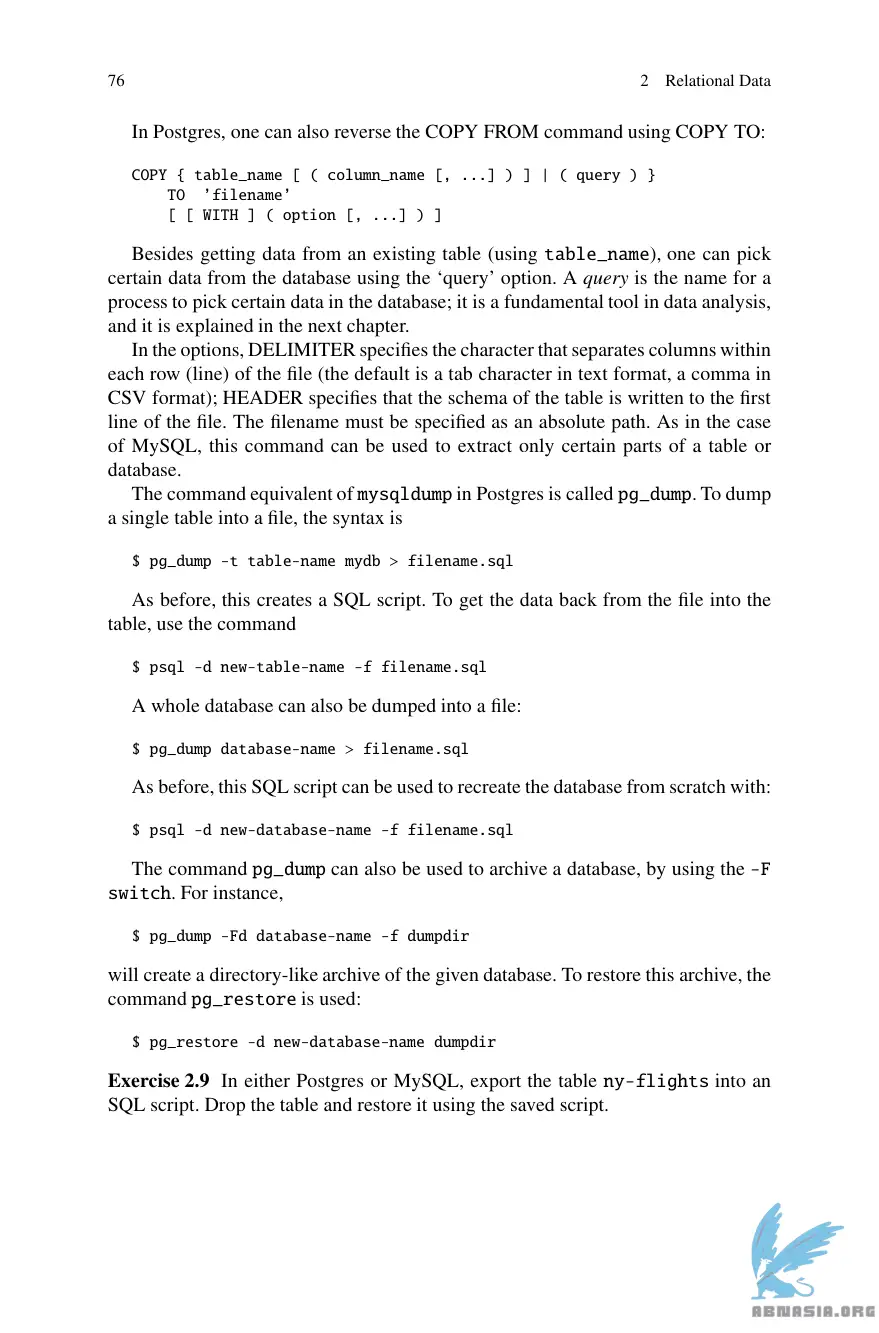 76 2 Relational Data
In Postgres, one can also reverse the COPY FROM command using COPY TO:
COPY { table_name [ ( column_name [, ...] ) ] | ( query ) }
TO ’filename’
[ [ WITH ] ( option [, ...] ) ]
Besides getting data from an existing table (using table_name), one can pick
certain data from the database using the ‘query’ option. A query is the name for a
process to pick certain data in the database; it is a fundamental tool in data analysis,
and it is explained in the next chapter.
In the options, DELIMITER specifies the character that separates columns within
each row (line) of the file (the default is a tab character in text format, a comma in
CSV format); HEADER specifies that the schema of the table is written to the first
line of the file. The filename must be specified as an absolute path. As in the case
of MySQL, this command can be used to extract only certain parts of a table or
database.
The command equivalent of mysqldump in Postgres is called pg_dump. To dump
a single table into a file, the syntax is
$ pg_dump -t table-name mydb > filename.sql
As before, this creates a SQL script. To get the data back from the file into the
table, use the command
$ psql -d new-table-name -f filename.sql
A whole database can also be dumped into a file:
$ pg_dump database-name > filename.sql
As before, this SQL script can be used to recreate the database from scratch with:
$ psql -d new-database-name -f filename.sql
The command pg_dump can also be used to archive a database, by using the -F
switch. For instance,
$ pg_dump -Fd database-name -f dumpdir
will create a directory-like archive of the given database. To restore this archive, the
command pg_restore is used:
$ pg_restore -d new-database-name dumpdir
Exercise 2.9 In either Postgres or MySQL, export the table ny-flights into an
SQL script. Drop the table and restore it using the saved script.
ABNASIA.ORG